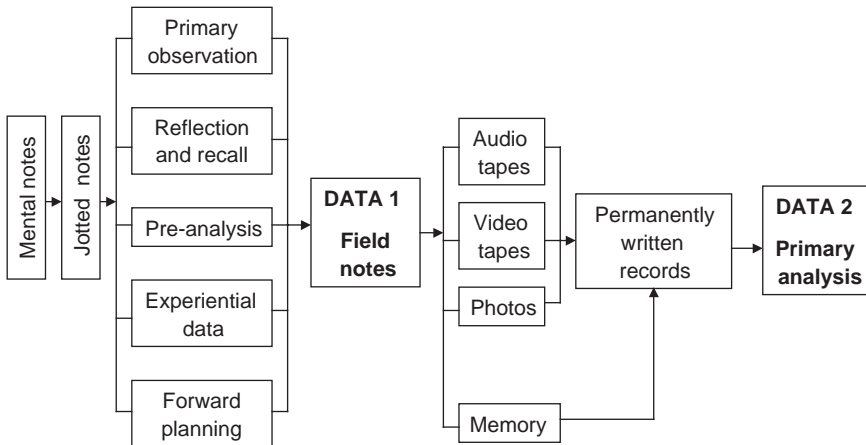 Mental notes
Jotted notes
Primary
observation
Reflection
and recall
Pre-analysis
Experiential
data
Forward
planning
DATA 1
Field
notes
Audio
tapes
Video
tapes
Photos
Memory
Permanently
written
records
DATA 2
Primary
analysis